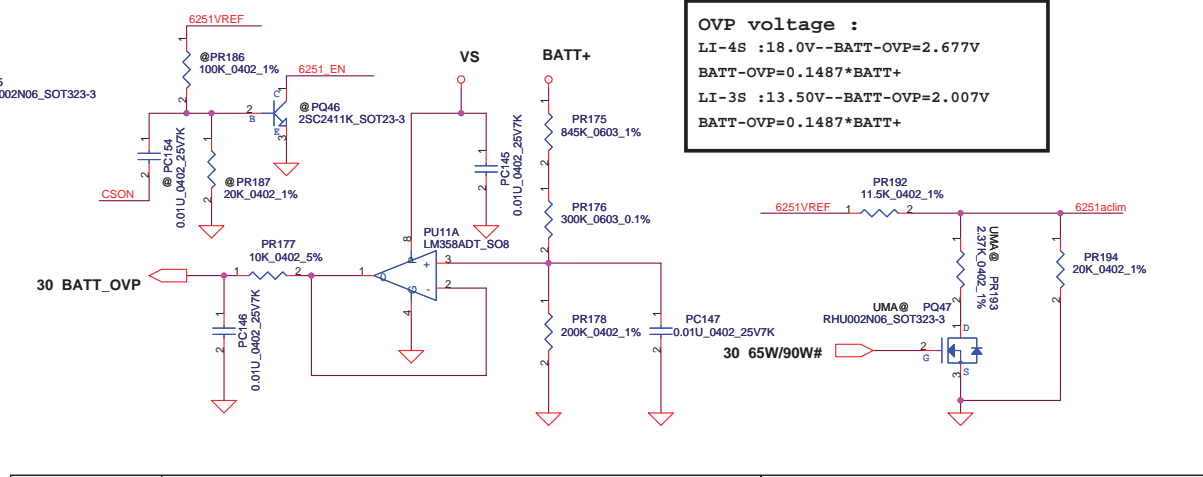 6251VREF
@PR186
100K_0402_1%
6251_EN
@PQ46
2SC2411K_SOT23-3
002N06_SOT323-3
@PC154
0.01U_0402_25V7K
@PR187
20K_0402_1%
CSON
VS
BATT+
PR175
845K_0603_1%
PC145
0.01U_0402_25V7K
PR176
300K_0603_0.1%
PU11A
LM358ADT_SO8
PR177
10K_0402_5%
30 BATT_OVP
PC146
0.01U_0402_25V7K
PR178
200K_0402_1%
PC147
0.01U_0402_25V7K
OVP voltage :
LI-4S :18.0V--BATT-OVP=2.677V
BATT-OVP=0.1487*BATT+
LI-3S :13.50V--BATT-OVP=2.007V
BATT-OVP=0.1487*BATT+
PR192
11.5K_0402_1%
6251VREF
6251aclim
UMA@ PR193
2.37K_0402_1%
PR194
20K_0402_1%
UMA@ PQ47
RHU002N06_SOT323-3
30 65W/90W#